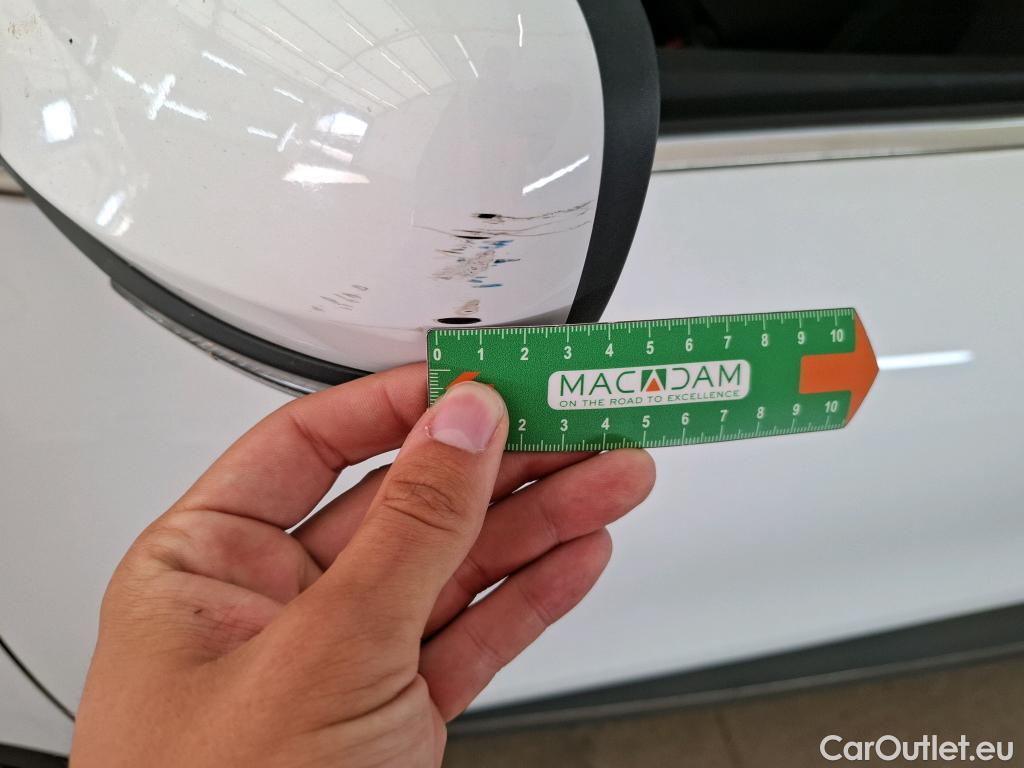 0 1 2 3 4 5 6 7 8 9 10
MACADAM
ON THE ROAD TO EXCELLENCE
2 3 4 5 6 7 8 9 10
CarOutlet.eu